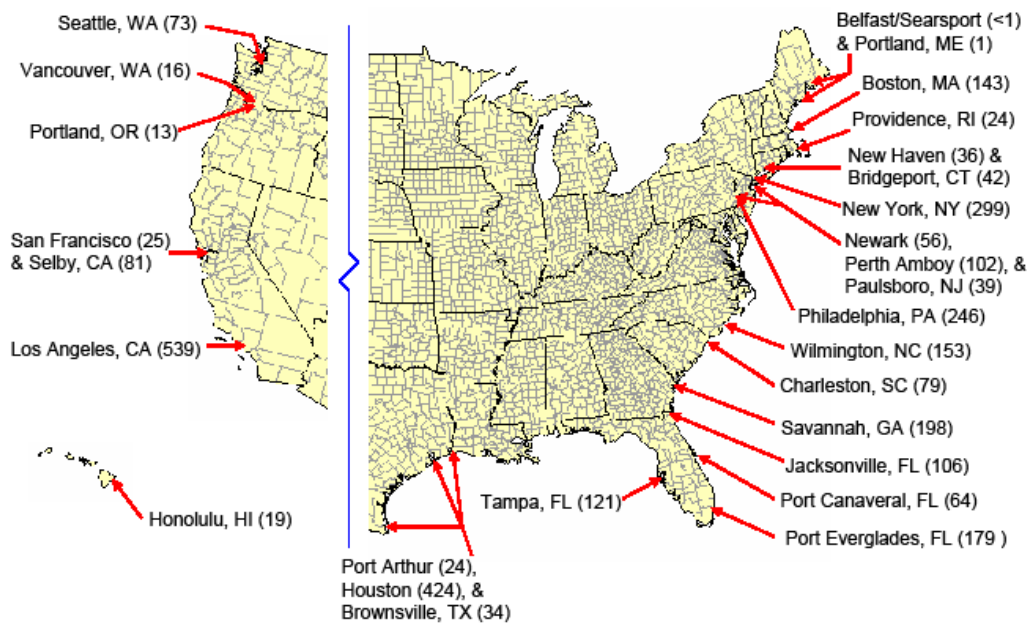 Seattle, WA (73)
Vancouver, WA (16)
Portland, OR (13)
San Francisco (25)
& Selby, CA (81)
Los Angeles, CA (539)
Honolulu, HI (19)
Belfast/Searsport (<1)
& Portland, ME (1)
Boston, MA (143)
Providence, RI (24)
New Haven (36) &
Bridgeport, CT (42)
New York, NY (299)
Newark (56),
Perth Amboy (102), &
Paulsboro, NJ (39)
Philadelphia, PA (246)
Wilmington, NC (153)
Charleston, SC (79)
Savannah, GA (198)
Jacksonville, FL (106)
Port Canaveral, FL (64)
Port Everglades, FL (179 )
Tampa, FL (121)
Port Arthur (24),
Houston (424), &
Brownsville, TX (34)